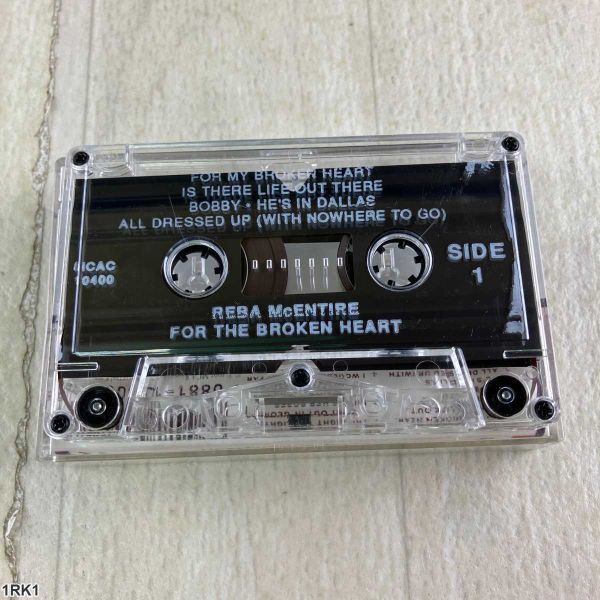 FOR MY BROKEN HEART
IS THERE LIFE OUT THERE
BOBBY • HE'S IN DALLAS
ALL DRESSED UP (WITH NOWHERE TO GO)
MCAC
10400
SIDE
1
REBA McENTIRE
FOR THE BROKEN HEART
1RK1